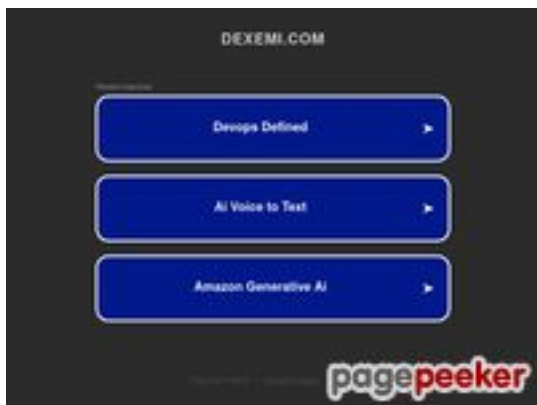 DEXEMI.COM
Devops Defined
Ai Voice to Text
Amazon Generative Ai
pagepeeker